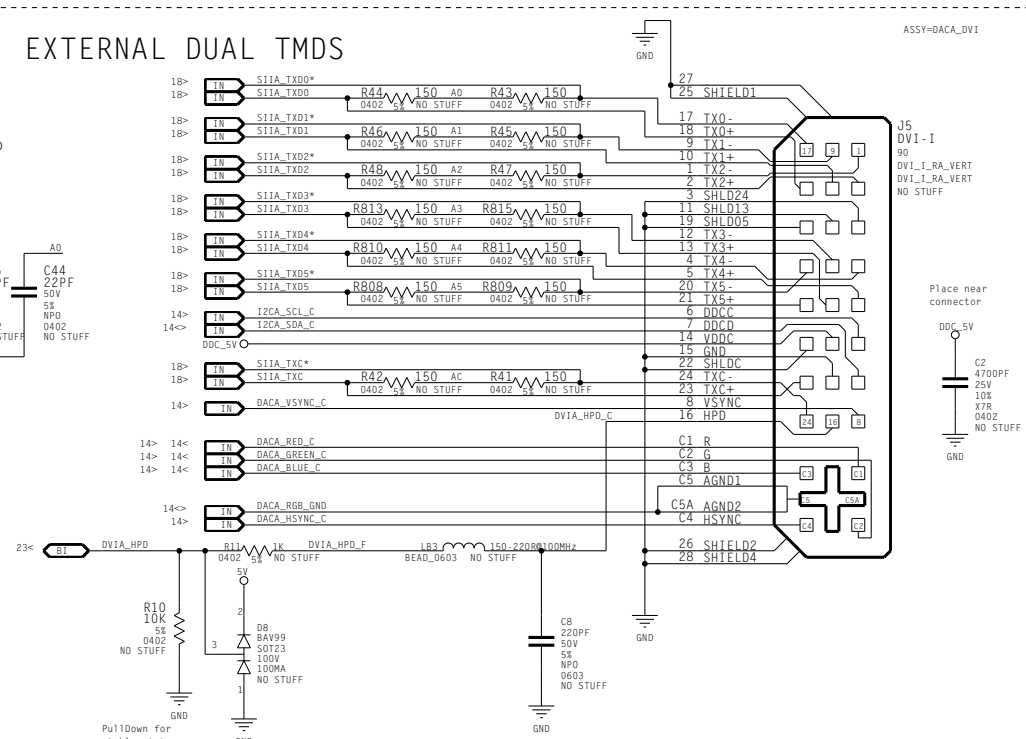 ASSY=DACA_DVI
EXTERNAL DUAL TMDS
GND
18> IN SIIA_TXD0*
18> IN SIIA_TXD0
R44 150 A0 R43 150
0402 5% NO STUFF 0402 5% NO STUFF
18> IN SIIA_TXD1*
18> IN SIIA_TXD1
R46 150 A1 R45 150
0402 5% NO STUFF 0402 5% NO STUFF
18> IN SIIA_TXD2*
18> IN SIIA_TXD2
R48 150 A2 R47 150
0402 5% NO STUFF 0402 5% NO STUFF
18> IN SIIA_TXD3*
18> IN SIIA_TXD3
R813 150 A3 R815 150
0402 5% NO STUFF 0402 5% NO STUFF
18> IN SIIA_TXD4*
18> IN SIIA_TXD4
R810 150 A4 R811 150
0402 5% NO STUFF 0402 5% NO STUFF
18> IN SIIA_TXD5*
18> IN SIIA_TXD5
R808 150 A5 R809 150
0402 5% NO STUFF 0402 5% NO STUFF
14> IN I2CA_SCL_C
14<> IN I2CA_SDA_C
DDC_5V
18> IN SIIA_TXC*
18> IN SIIA_TXC
R42 150 AC R41 150
0402 5% NO STUFF 0402 5% NO STUFF
14> IN DACA_VSYNC_C
DVIA_HPD_C
14> 14< IN DACA_RED_C
14> 14< IN DACA_GREEN_C
14> 14< IN DACA_BLUE_C
14<> IN DACA_RGB_GND
14> IN DACA_HSYNC_C
27
25 SHIELD1
17 TX0-
18 TX0+
9 TX1-
10 TX1+
1 TX2-
2 TX2+
3 SHLD24
11 SHLD13
19 SHLD05
12 TX3-
13 TX3+
4 TX4-
5 TX4+
20 TX5-
21 TX5+
6 DDCC
7 DDCD
14 VDDC
15 GND
22 SHLDC
24 TXC-
23 TXC+
8 VSYNC
16 HPD
C1 R
C2 G
C3 B
C5 AGND1
C5A AGND2
C4 HSYNC
26 SHIELD2
28 SHIELD4
GND
17 9 1
24 16 8
C3 C1
C5 C5A
C4 C2
J5
DVI-I
90
DVI_I_RA_VERT
DVI_I_RA_VERT
NO STUFF
Place near
connector
DDC_5V
C2
4700PF
25V
10%
X7R
0402
NO STUFF
GND
A0
C44
22PF
50V
5%
NPO
0402
NO STUFF
23< BI DVIA_HPD
R11 1K DVIA_HPD_F
0402 5% NO STUFF
LB3
BEAD_0603 NO STUFF
5V
R10
10K
5%
0402
NO STUFF
GND
2
3
1
D8
BAV99
SOT23
100V
100MA
NO STUFF
C8
220PF
50V
5%
NPO
0603
NO STUFF
GND
PullDown for